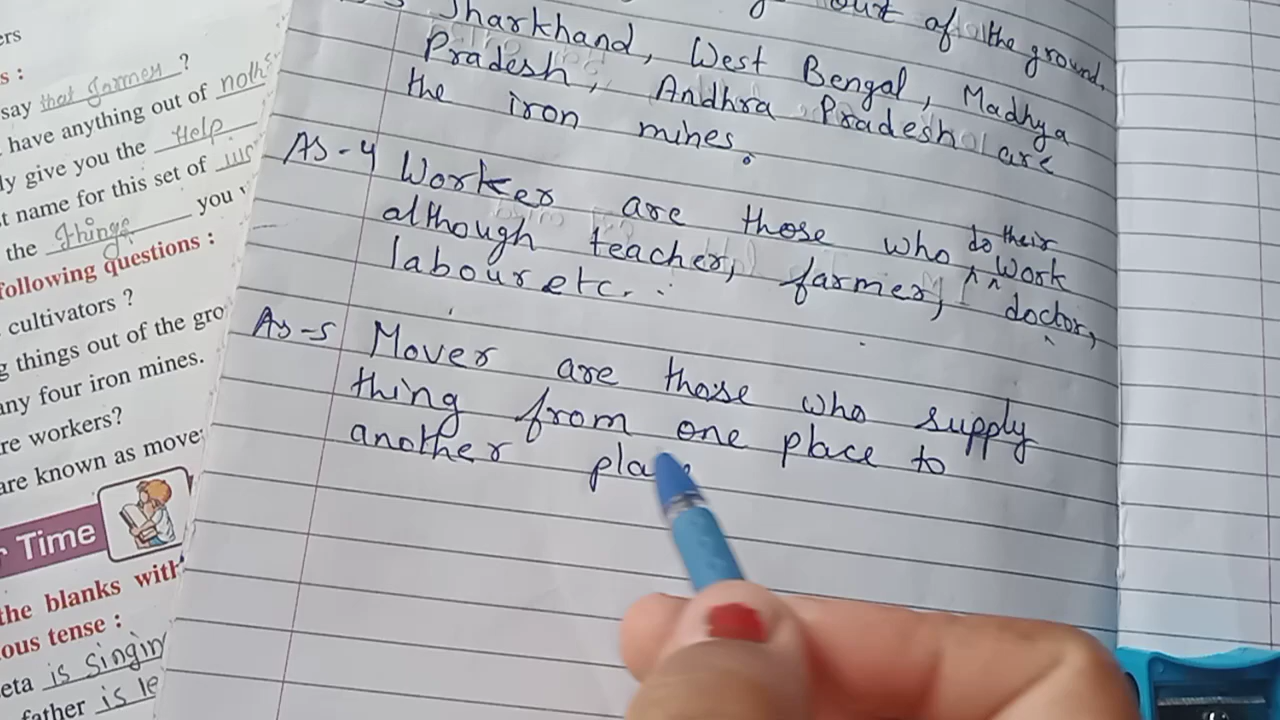 ers
s :
say that farmer ?
have anything out of noth
ly give you the Help
t name for this set of
the Things you
following questions :
cultivators ?
g things out of the gro
any four iron mines.
re workers?
are known as move
Time
the blanks with
ous tense :
eta is singin
father is le
out of the ground.
Jharkhand, West Bengal, Madhya
Pradesh, Andhra Pradesh are
the iron mines.
As-4 Worker are those who do their work
although teacher, farmer, doctor,
labour etc.
As-5 Mover are those who supply
thing from one place to
another place